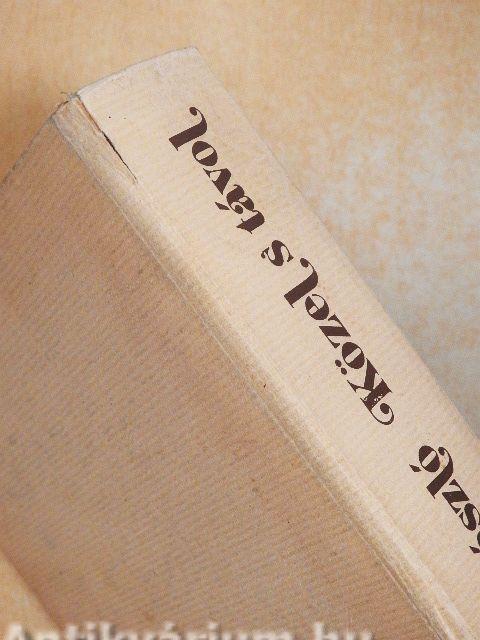 Közel s távol
Antikvárium.hu